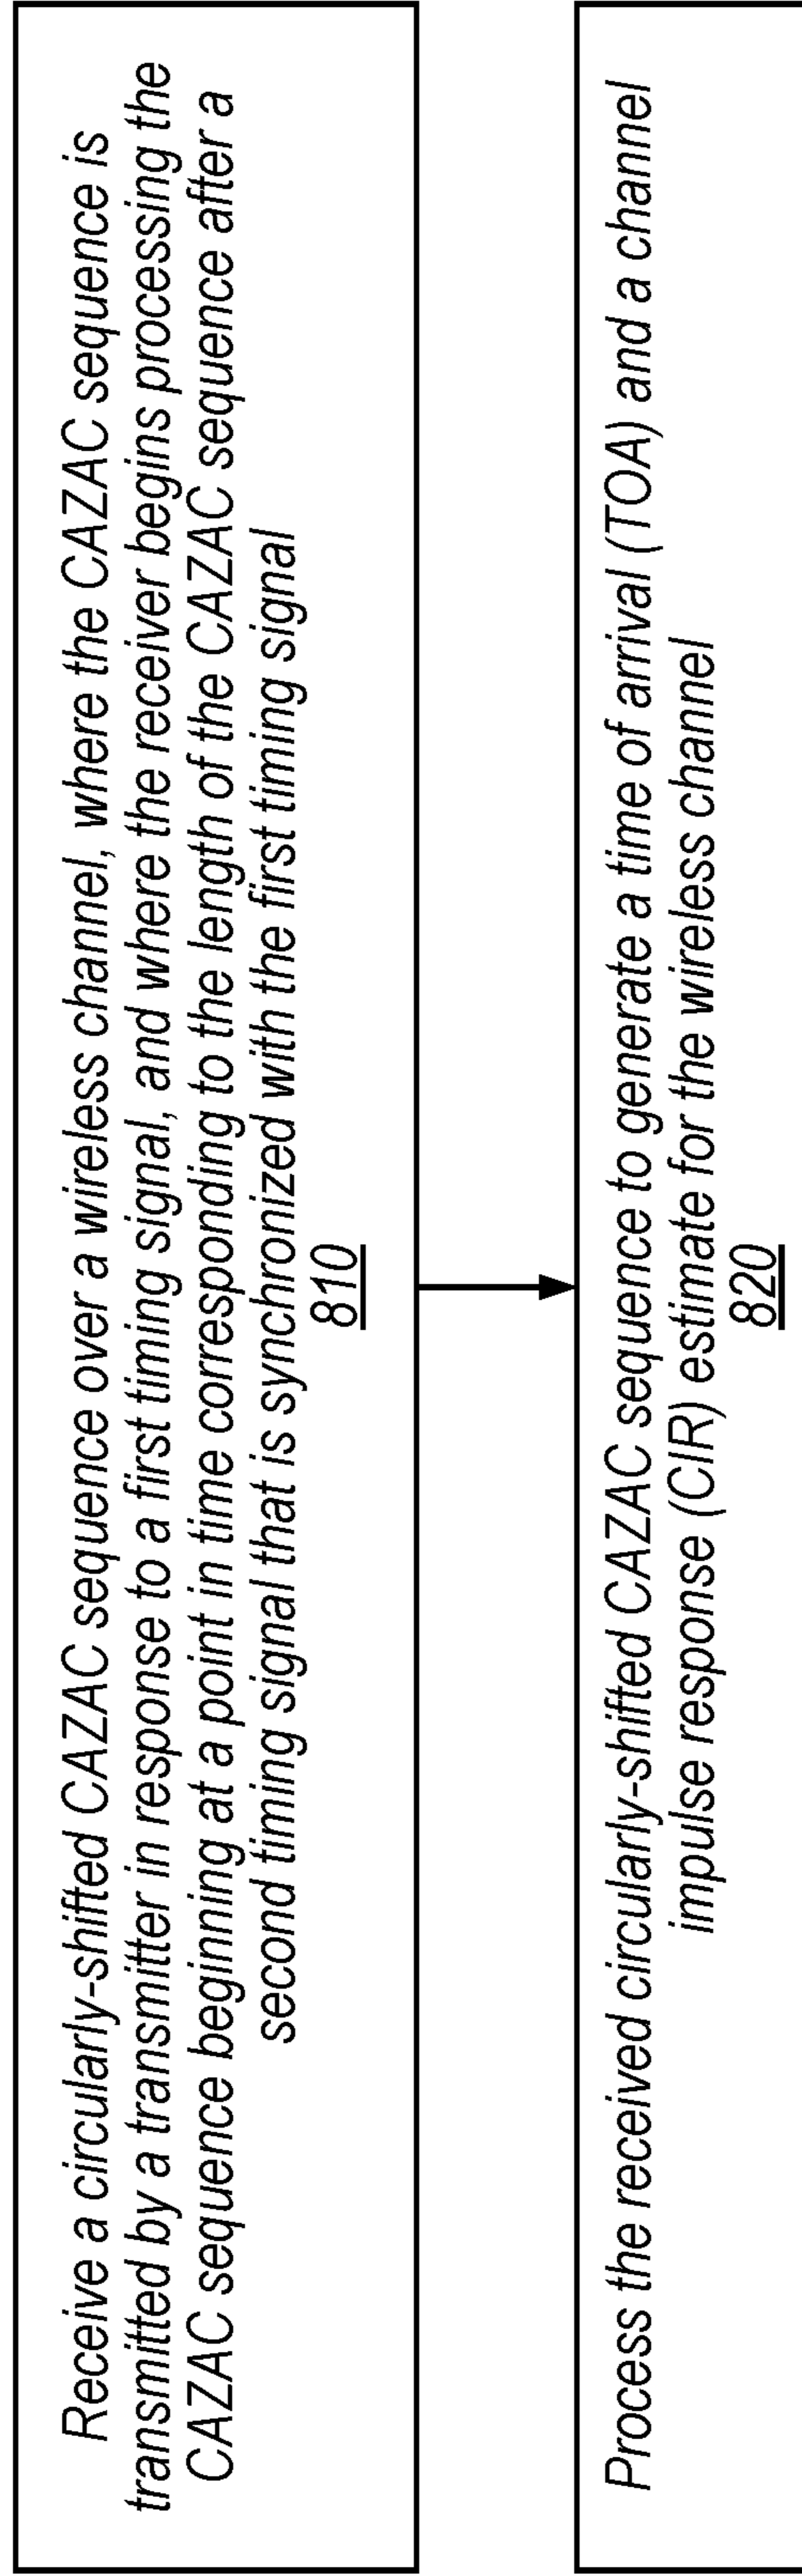 Receive a circularly-shifted CAZAC sequence over a wireless channel, where the CAZAC sequence is
transmitted by a transmitter in response to a first timing signal, and where the receiver begins processing the
CAZAC sequence beginning at a point in time corresponding to the length of the CAZAC sequence after a
second timing signal that is synchronized with the first timing signal
810
Process the received circularly-shifted CAZAC sequence to generate a time of arrival (TOA) and a channel
impulse response (CIR) estimate for the wireless channel
820